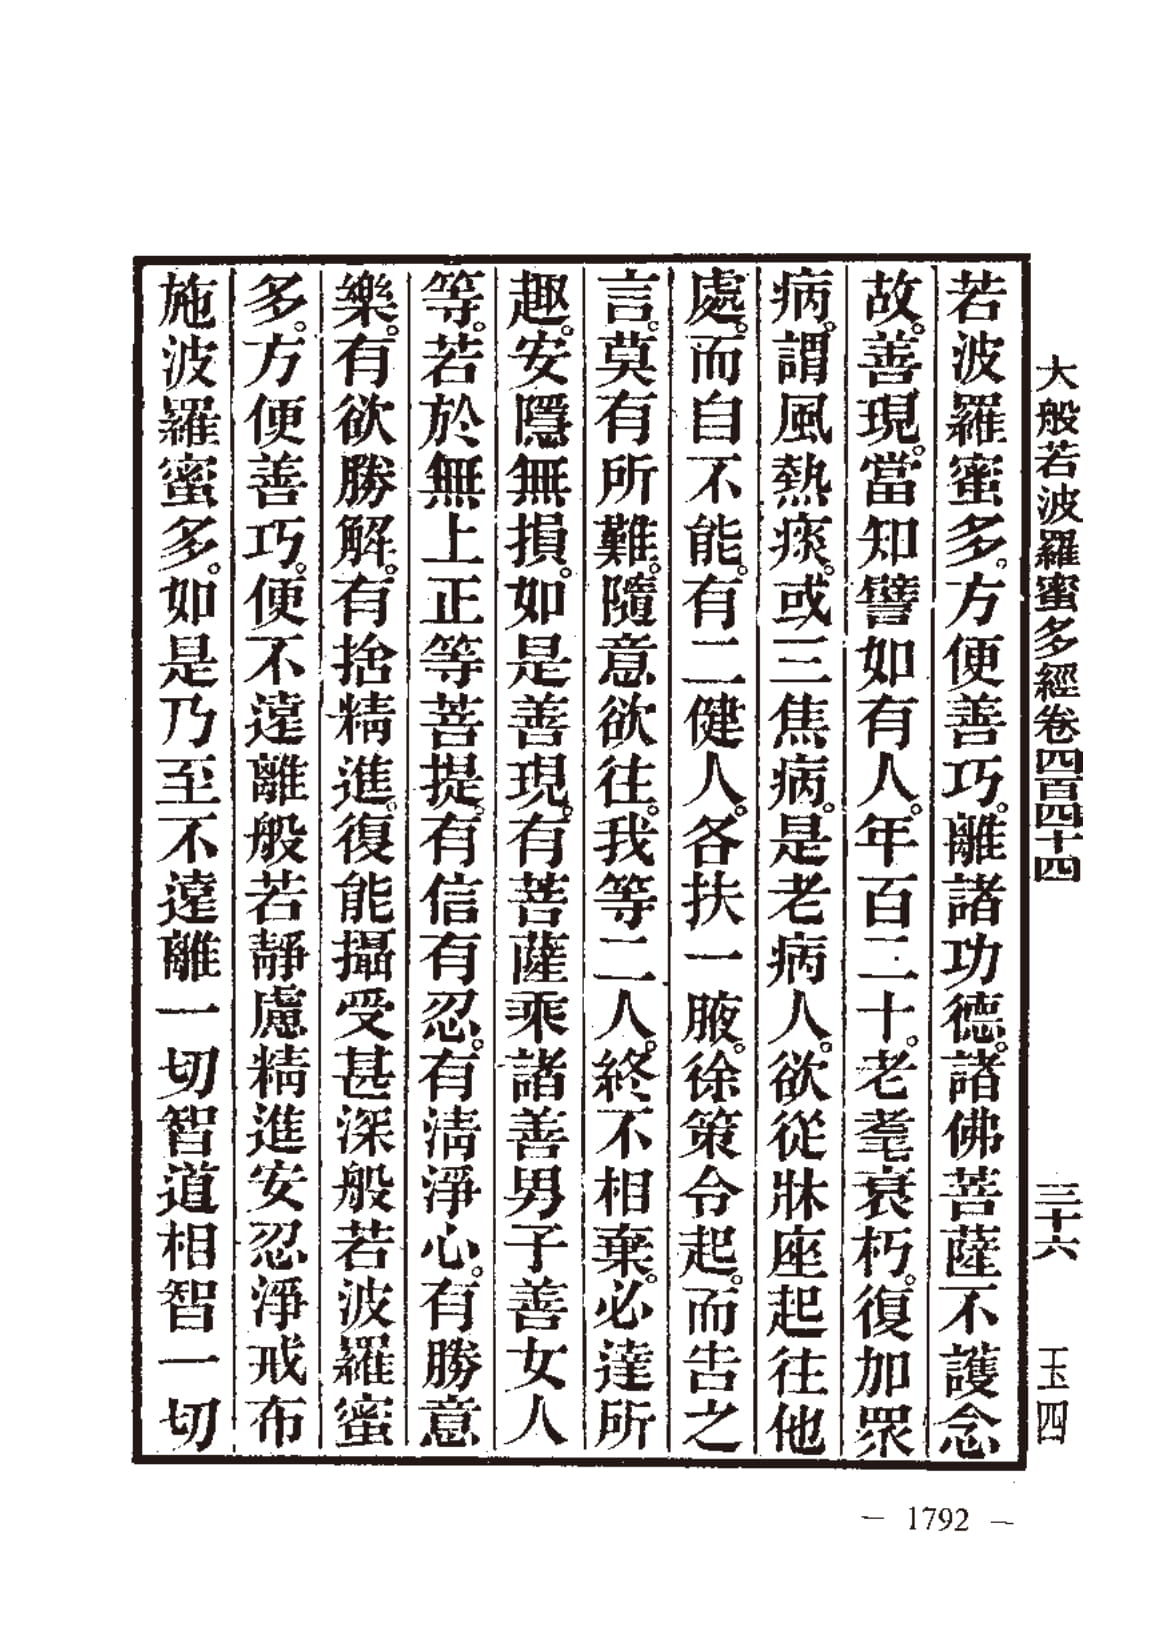 大般若波羅蜜多經卷四百四十四 三十六 玉四
若波羅蜜多。方便善巧。離諸功德。諸佛菩薩不護念
故。善現。當知譬如有人。年百二十。老耄衰朽。復加眾
病。謂風熱痰。或三焦病。是老病人。欲從牀座起往他
處。而自不能。有二健人。各扶一腋。徐策令起。而告之
言。莫有所難。隨意欲往。我等二人。終不相棄。必達所
趣。安隱無損。如是善現。有菩薩乘諸善男子善女人
等。若於無上正等菩提。有信有忍。有清淨心。有勝意
樂。有欲勝解。有捨精進。復能攝受甚深般若波羅蜜
多。方便善巧。便不遠離般若靜慮精進安忍淨戒布
施波羅蜜多。如是乃至不遠離一切智道相智一切
— 1792 —